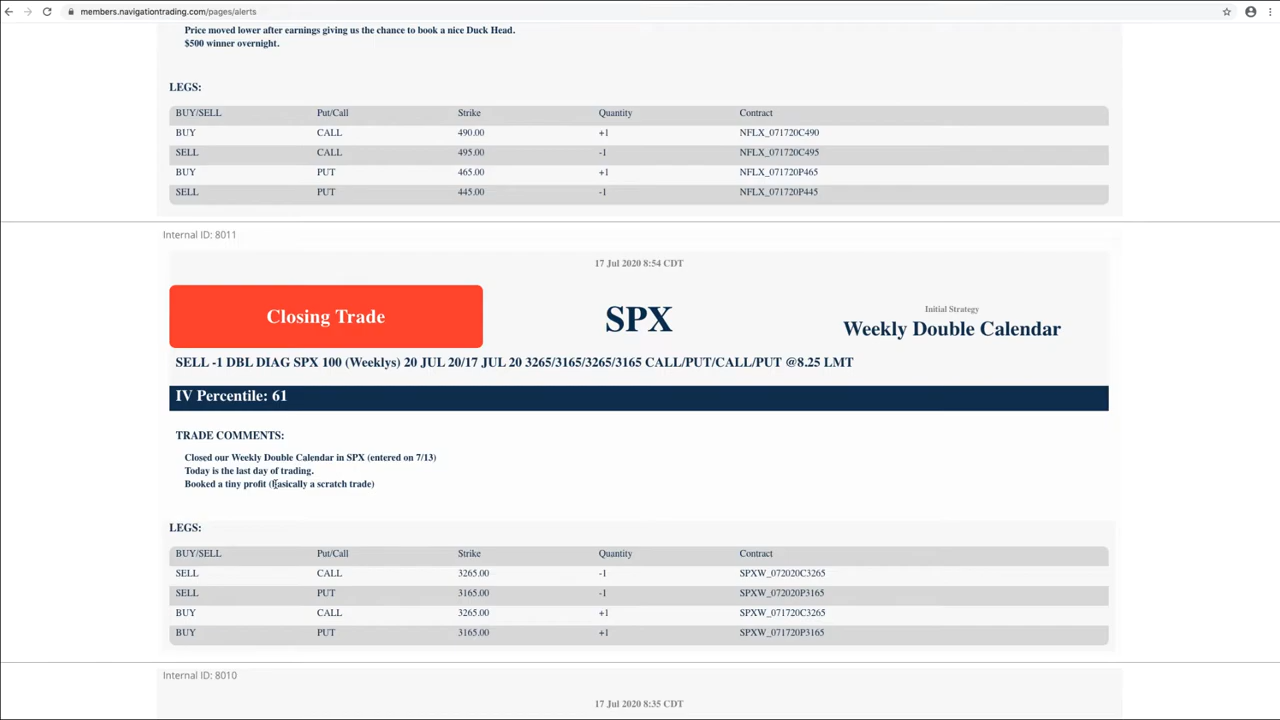 members.navigationtrading.com/pages/alerts
Price moved lower after earnings giving us the chance to book a nice Duck Head.
$500 winner overnight.
LEGS:
BUY/SELL Put/Call Strike Quantity Contract
BUY CALL 490.00 +1 NFLX_071720C490
SELL CALL 495.00 -1 NFLX_071720C495
BUY PUT 465.00 +1 NFLX_071720P465
SELL PUT 445.00 -1 NFLX_071720P445
Internal ID: 8011
17 Jul 2020 8:54 CDT
Closing Trade
SPX
Initial Strategy
Weekly Double Calendar
SELL -1 DBL DIAG SPX 100 (Weeklys) 20 JUL 20/17 JUL 20 3265/3165/3265/3165 CALL/PUT/CALL/PUT @8.25 LMT
IV Percentile: 61
TRADE COMMENTS:
Closed our Weekly Double Calendar in SPX (entered on 7/13)
Today is the last day of trading.
Booked a tiny profit (basically a scratch trade)
LEGS:
BUY/SELL Put/Call Strike Quantity Contract
SELL CALL 3265.00 -1 SPXW_072020C3265
SELL PUT 3165.00 -1 SPXW_072020P3165
BUY CALL 3265.00 +1 SPXW_071720C3265
BUY PUT 3165.00 +1 SPXW_071720P3165
Internal ID: 8010
17 Jul 2020 8:35 CDT